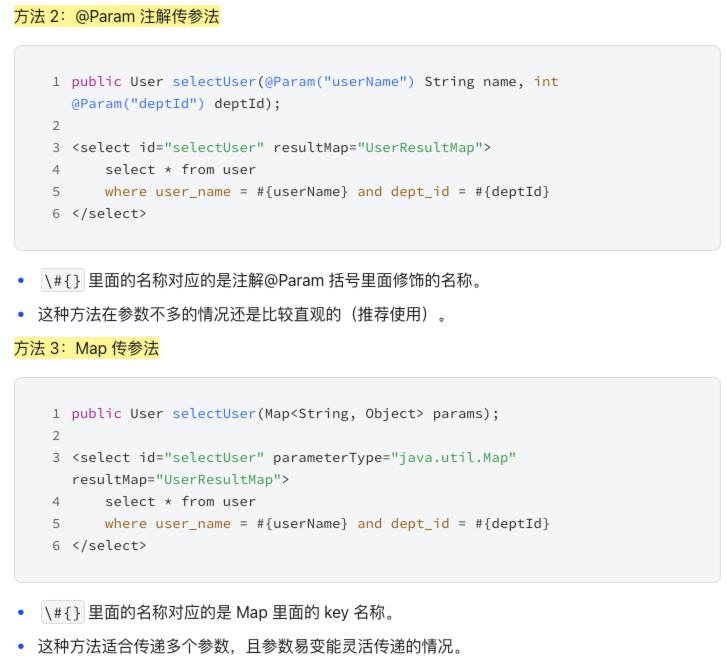 方法 2：@Param 注解传参法
1 public User selectUser(@Param("userName") String name, int
@Param("deptId") deptId);
2
3 <select id="selectUser" resultMap="UserResultMap">
4     select * from user
5     where user_name = #{userName} and dept_id = #{deptId}
6 </select>
• \#{} 里面的名称对应的是注解@Param 括号里面修饰的名称。
• 这种方法在参数不多的情况还是比较直观的（推荐使用）。
方法 3：Map 传参法
1 public User selectUser(Map<String, Object> params);
2
3 <select id="selectUser" parameterType="java.util.Map"
resultMap="UserResultMap">
4     select * from user
5     where user_name = #{userName} and dept_id = #{deptId}
6 </select>
• \#{} 里面的名称对应的是 Map 里面的 key 名称。
• 这种方法适合传递多个参数，且参数易变能灵活传递的情况。